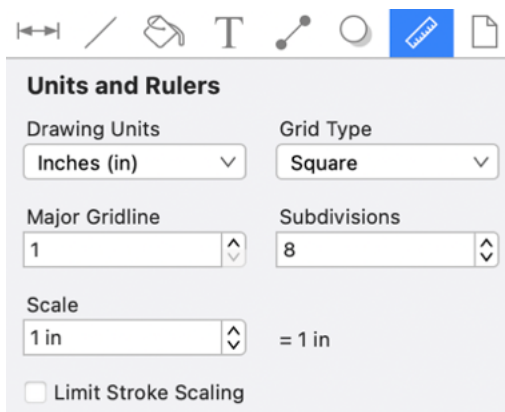 T
Units and Rulers
Drawing Units Grid Type
Inches (in) Square
Major Gridline Subdivisions
1 8
Scale
1 in = 1 in
Limit Stroke Scaling